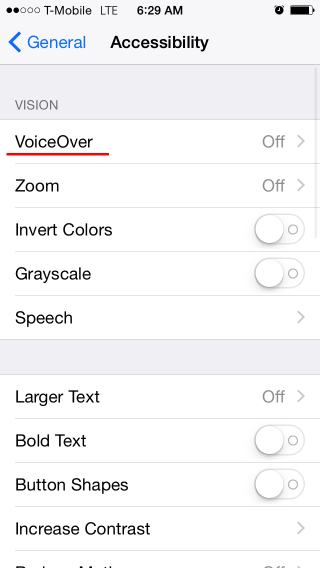 T-Mobile LTE 6:29 AM
General Accessibility
VISION
VoiceOver Off
Zoom Off
Invert Colors
Grayscale
Speech
Larger Text Off
Bold Text
Button Shapes
Increase Contrast